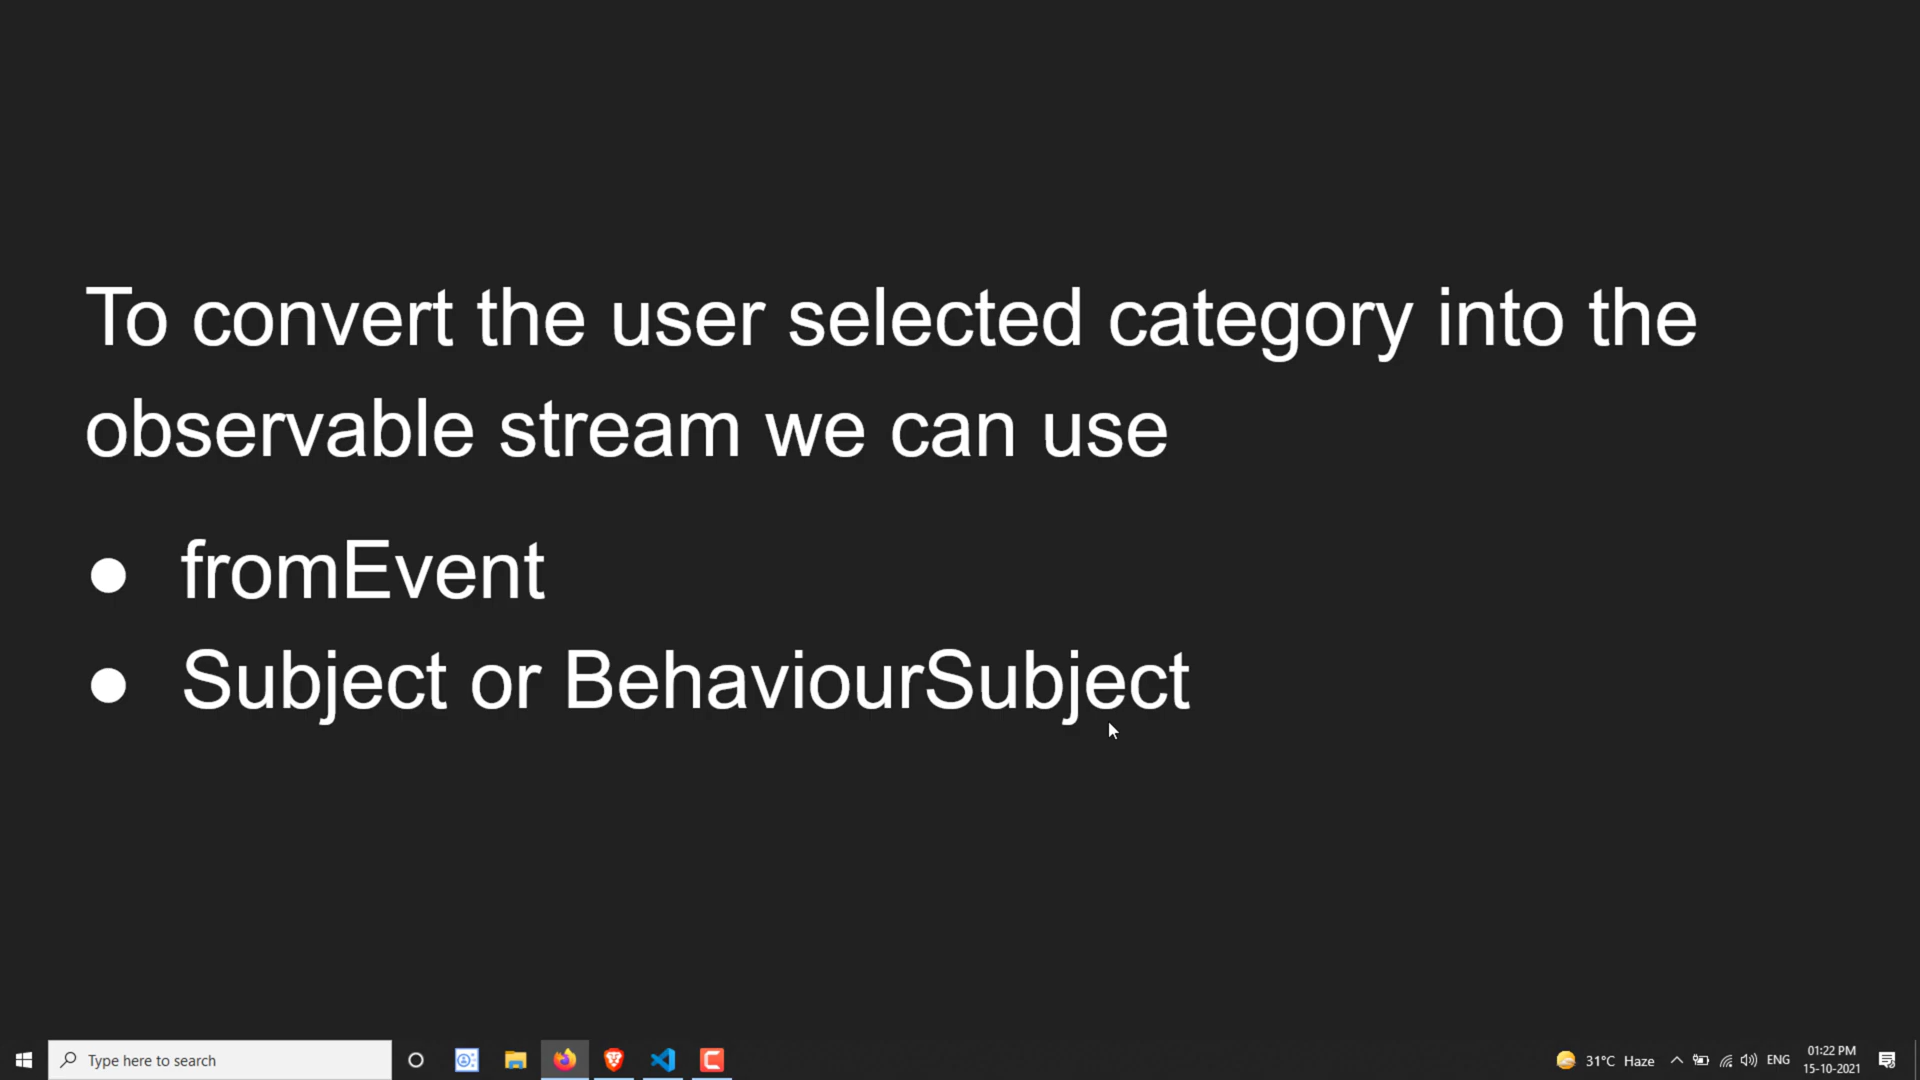 To convert the user selected category into the
observable stream we can use
● fromEvent
● Subject or BehaviourSubject
Type here to search
31°C Haze
ENG
01:22 PM
15-10-2021